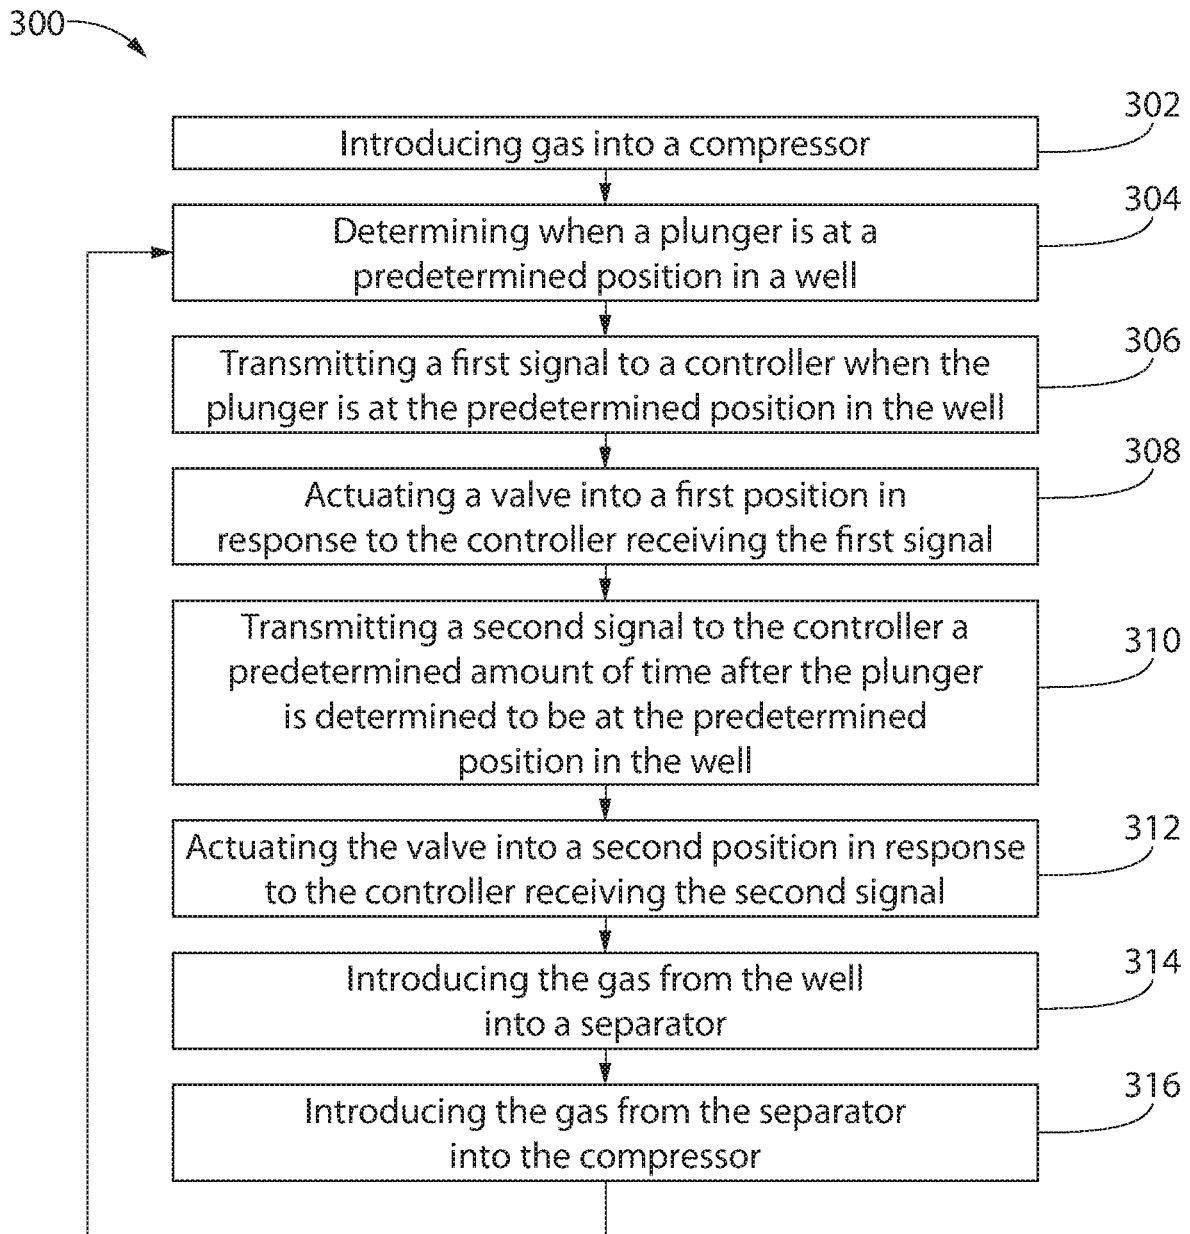 300
302
Introducing gas into a compressor
304
Determining when a plunger is at a
predetermined position in a well
306
Transmitting a first signal to a controller when the
plunger is at the predetermined position in the well
308
Actuating a valve into a first position in
response to the controller receiving the first signal
310
Transmitting a second signal to the controller a
predetermined amount of time after the plunger
is determined to be at the predetermined
position in the well
312
Actuating the valve into a second position in response
to the controller receiving the second signal
314
Introducing the gas from the well
into a separator
316
Introducing the gas from the separator
into the compressor